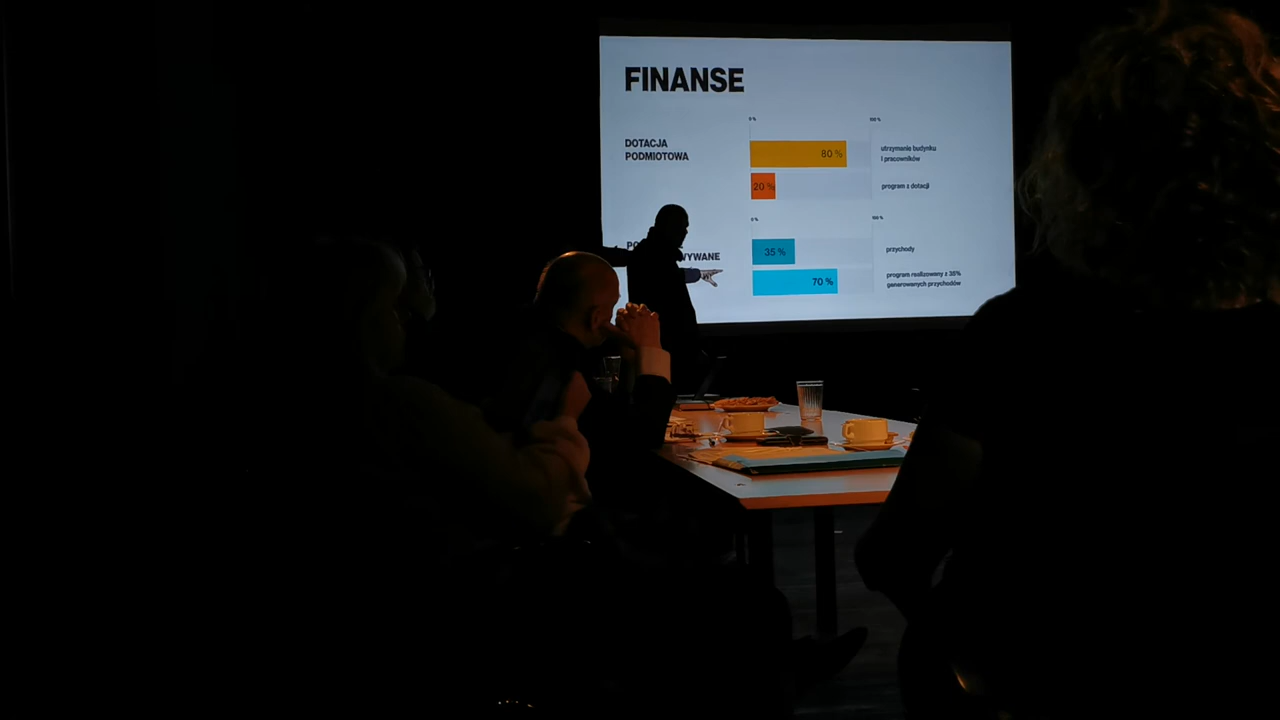 FINANSE
0 %
100 %
DOTACJA
PODMIOTOWA
80 %
utrzymanie budynku
i pracowników
20 %
program z dotacji
0 %
100 %
35 %
przychody
70 %
program realizowany z 35%
generowanych przychodów